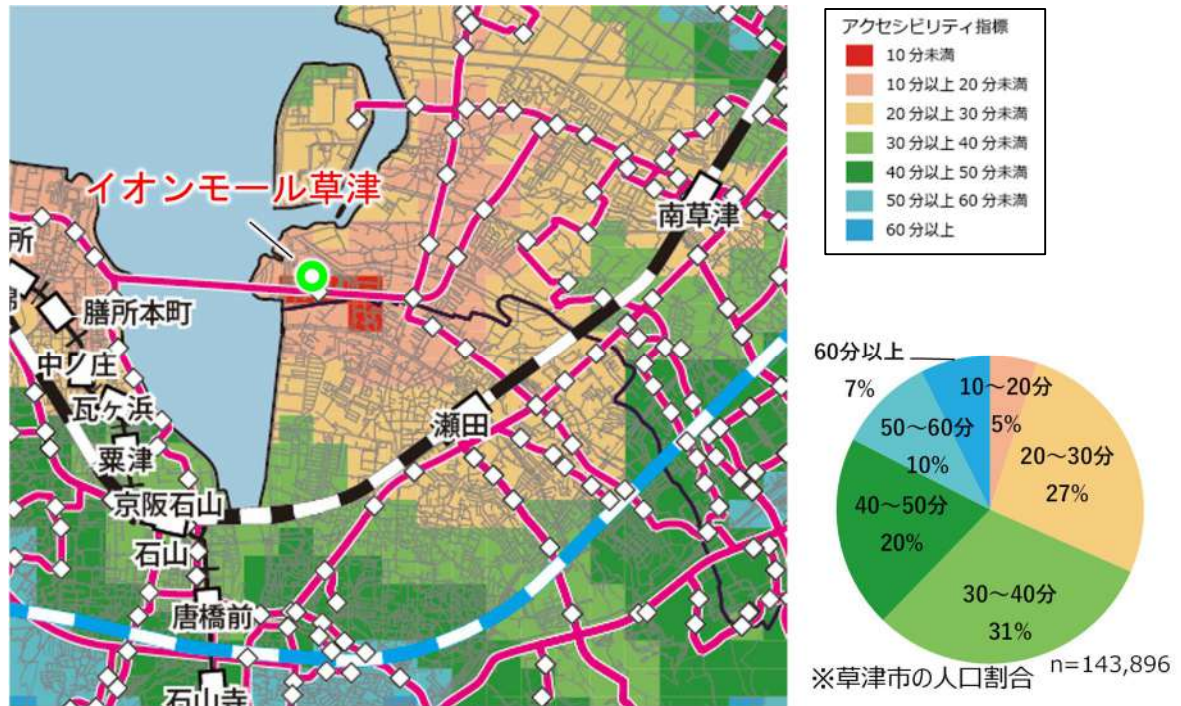 イオンモール草津
南草津
所
錦
膳所本町
中ノ庄
瓦ヶ浜
粟津
京阪石山
石山
唐橋前
石山寺
瀬田
アクセシビリティ指標
10分未満
10分以上 20分未満
20分以上 30分未満
30分以上 40分未満
40分以上 50分未満
50分以上 60分未満
60分以上
60分以上
7%
10～20分
5%
50～60分
10%
20～30分
27%
40～50分
20%
30～40分
31%
※草津市の人口割合 n=143,896